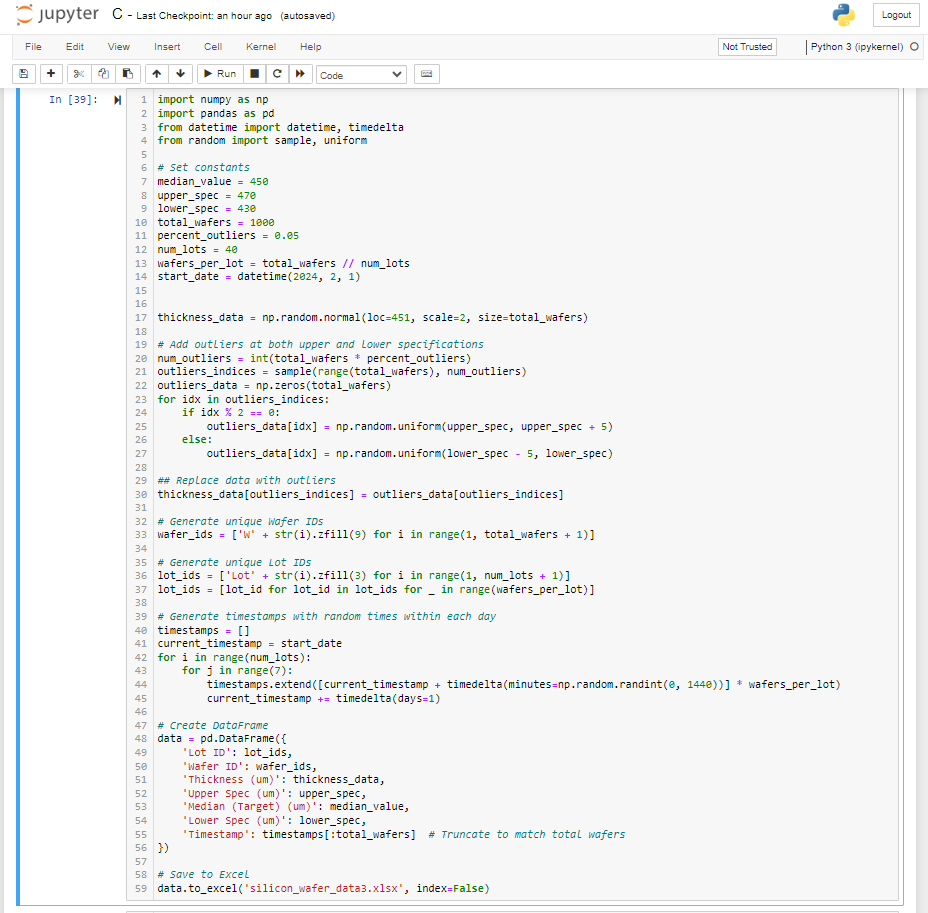 jupyter C - Last Checkpoint: an hour ago (autosaved) Logout
File Edit View Insert Cell Kernel Help Not Trusted Python 3 (ipykernel)
Run Code
In [39]:
1 import numpy as np
2 import pandas as pd
3 from datetime import datetime, timedelta
4 from random import sample, uniform
5
6 # Set constants
7 median_value = 450
8 upper_spec = 470
9 lower_spec = 430
10 total_wafers = 1000
11 percent_outliers = 0.05
12 num_lots = 40
13 wafers_per_lot = total_wafers // num_lots
14 start_date = datetime(2024, 2, 1)
15
16
17 thickness_data = np.random.normal(loc=451, scale=2, size=total_wafers)
18
19 # Add outliers at both upper and lower specifications
20 num_outliers = int(total_wafers * percent_outliers)
21 outliers_indices = sample(range(total_wafers), num_outliers)
22 outliers_data = np.zeros(total_wafers)
23 for idx in outliers_indices:
24     if idx % 2 == 0:
25         outliers_data[idx] = np.random.uniform(upper_spec, upper_spec + 5)
26     else:
27         outliers_data[idx] = np.random.uniform(lower_spec - 5, lower_spec)
28
29 ## Replace data with outliers
30 thickness_data[outliers_indices] = outliers_data[outliers_indices]
31
32 # Generate unique Wafer IDs
33 wafer_ids = ['W' + str(i).zfill(9) for i in range(1, total_wafers + 1)]
34
35 # Generate unique Lot IDs
36 lot_ids = ['Lot' + str(i).zfill(3) for i in range(1, num_lots + 1)]
37 lot_ids = [lot_id for lot_id in lot_ids for _ in range(wafers_per_lot)]
38
39 # Generate timestamps with random times within each day
40 timestamps = []
41 current_timestamp = start_date
42 for i in range(num_lots):
43     for j in range(7):
44         timestamps.extend([current_timestamp + timedelta(minutes=np.random.randint(0, 1440))] * wafers_per_lot)
45         current_timestamp += timedelta(days=1)
46
47 # Create DataFrame
48 data = pd.DataFrame({
49     'Lot ID': lot_ids,
50     'Wafer ID': wafer_ids,
51     'Thickness (um)': thickness_data,
52     'Upper Spec (um)': upper_spec,
53     'Median (Target) (um)': median_value,
54     'Lower Spec (um)': lower_spec,
55     'Timestamp': timestamps[:total_wafers]  # Truncate to match total wafers
56 })
57
58 # Save to Excel
59 data.to_excel('silicon_wafer_data3.xlsx', index=False)